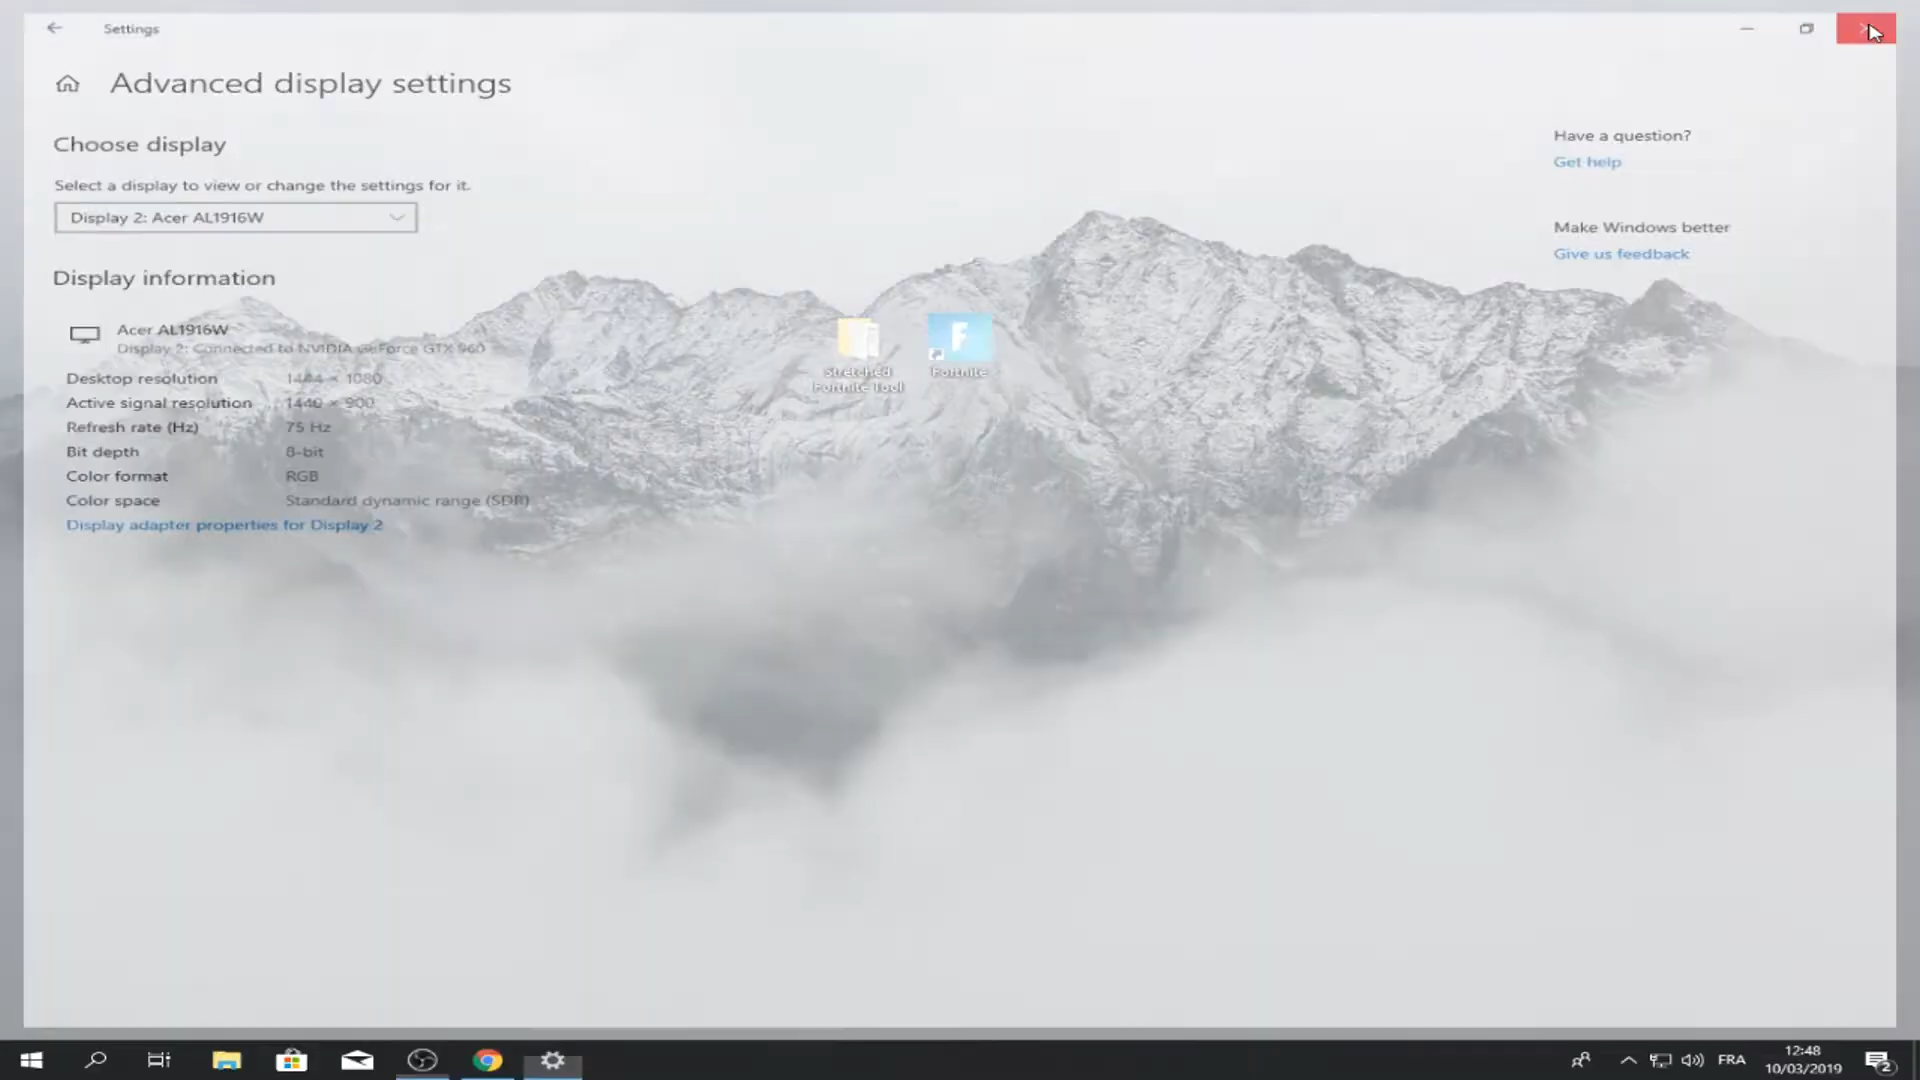 Settings
Advanced display settings
Choose display
Select a display to view or change the settings for it.
Display 2: Acer AL1916W
Display information
Acer AL1916W
Display 2: Connected to NVIDIA GeForce GTX 960
Desktop resolution 1444 × 1080
Active signal resolution 1440 × 900
Refresh rate (Hz) 75 Hz
Bit depth 8-bit
Color format RGB
Color space Standard dynamic range (SDR)
Display adapter properties for Display 2
Have a question?
Get help
Make Windows better
Give us feedback
Stretched
Fortnite Tool
F
Fortnite
FRA
12:48
10/03/2019
2